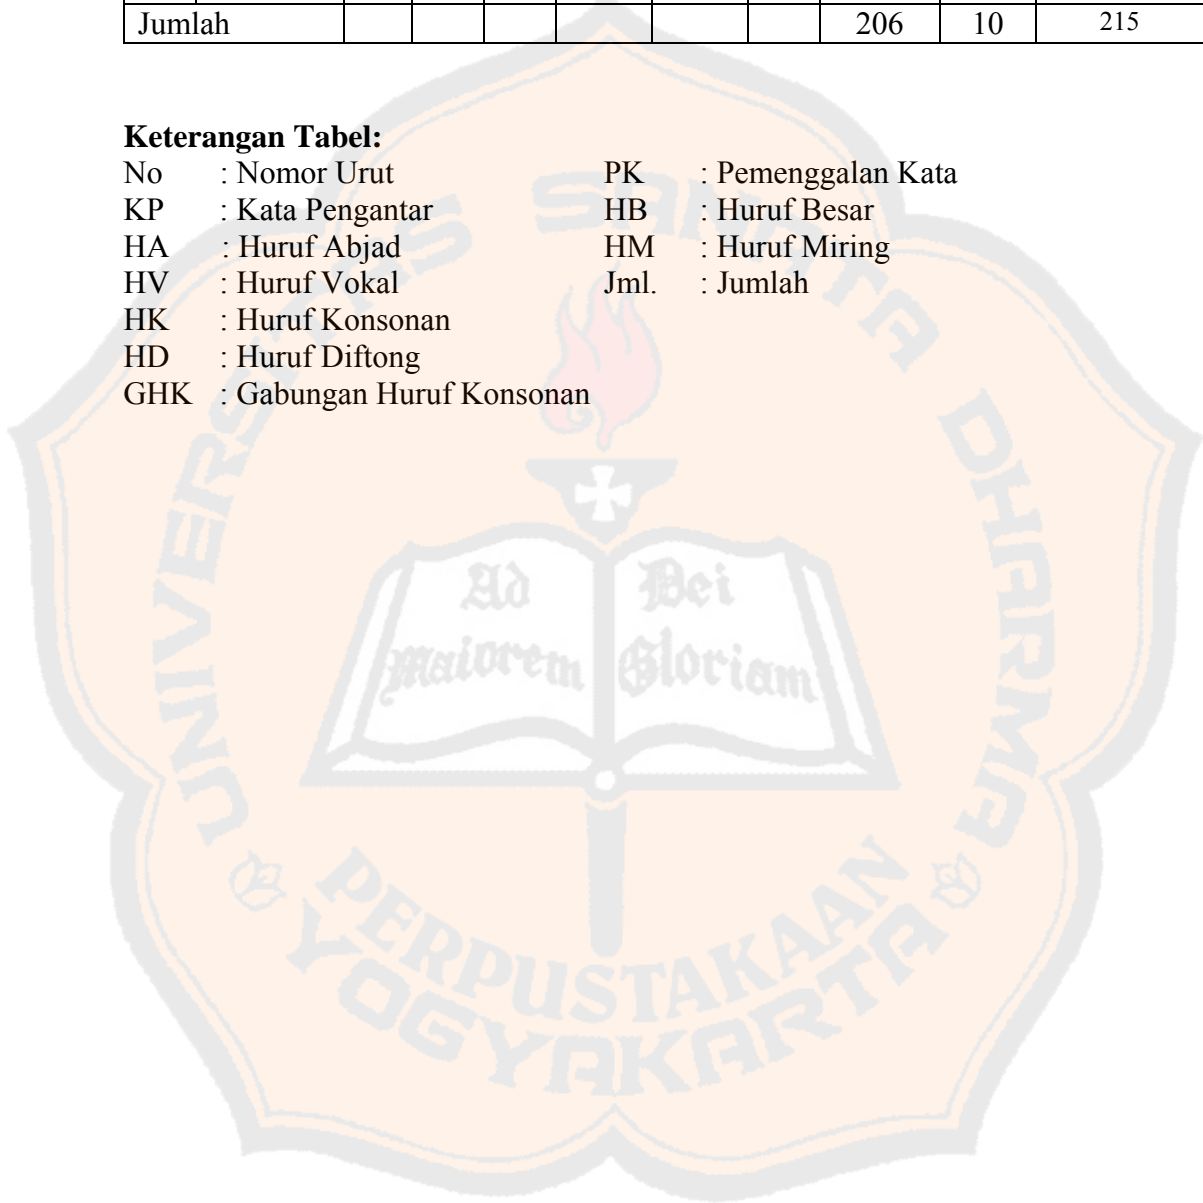 Jumlah 206 10 215
Keterangan Tabel:
No : Nomor Urut PK : Pemenggalan Kata
KP : Kata Pengantar HB : Huruf Besar
HA : Huruf Abjad HM : Huruf Miring
HV : Huruf Vokal Jml. : Jumlah
HK : Huruf Konsonan
HD : Huruf Diftong
GHK : Gabungan Huruf Konsonan
UNIVERSITAS SANATA DHARMA
Ad Dei
maiorem Gloriam
PERPUSTAKAAN
YOGYAKARTA